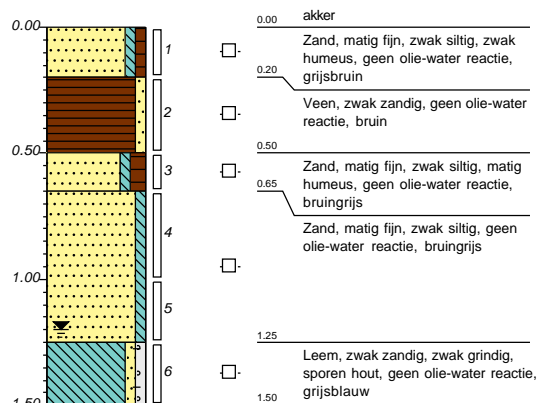 akker
0.00
0.00
Zand, matig fijn, zwak siltig, zwak
humeus, geen olie-water reactie,
grijsbruin
1
0.20
Veen, zwak zandig, geen olie-water
reactie, bruin
2
0.50
0.50
Zand, matig fijn, zwak siltig, matig
humeus, geen olie-water reactie,
bruingrijs
3
0.65
Zand, matig fijn, zwak siltig, geen
olie-water reactie, bruingrijs
4
1.00
5
1.25
Leem, zwak zandig, zwak grindig,
sporen hout, geen olie-water reactie,
grijsblauw
6
1.50
1.50